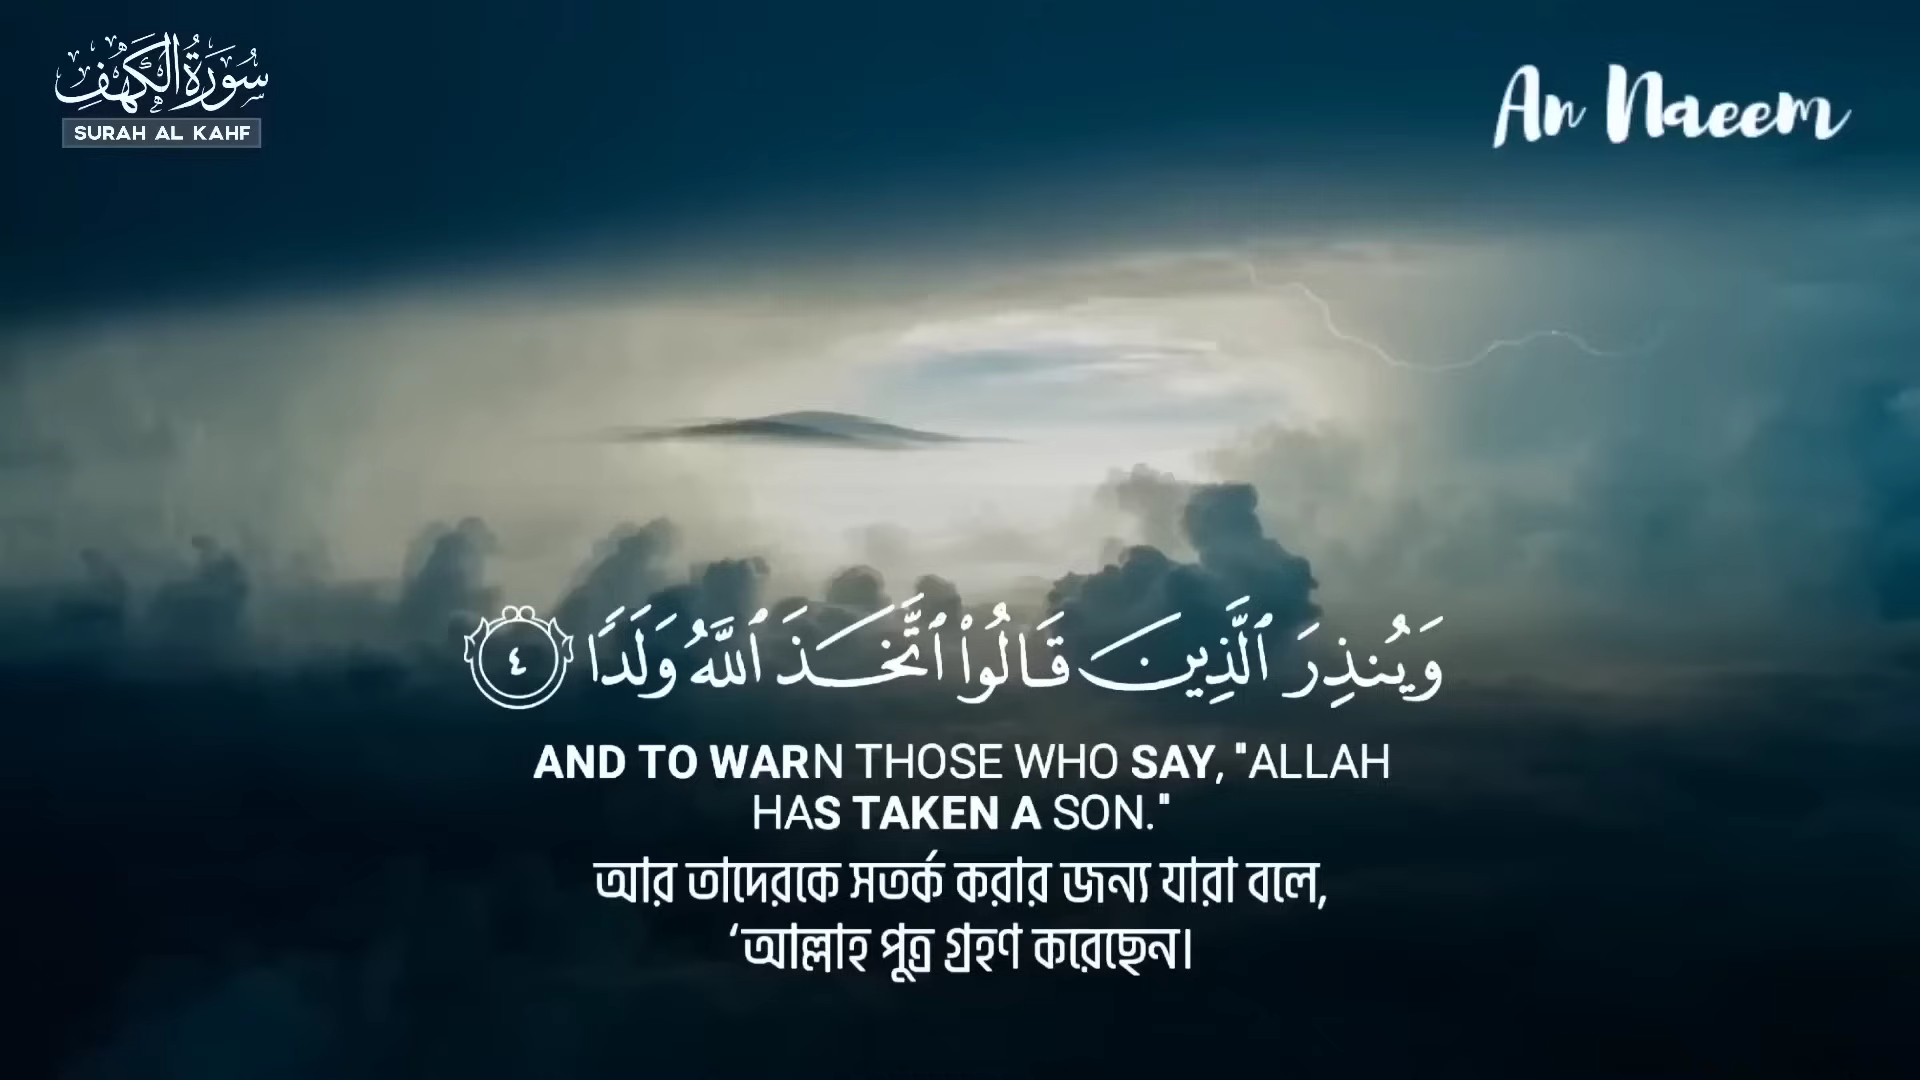 سُورَةُ الكَهْفِ
SURAH AL KAHF
An Naeem
وَيُنذِرَ ٱلَّذِينَ قَالُوا۟ ٱتَّخَذَ ٱللَّهُ وَلَدًا ٤
AND TO WARN THOSE WHO SAY, "ALLAH
HAS TAKEN A SON."
আর তাদেরকে সতর্ক করার জন্য যারা বলে,
‘আল্লাহ পুত্র গ্রহণ করেছেন।